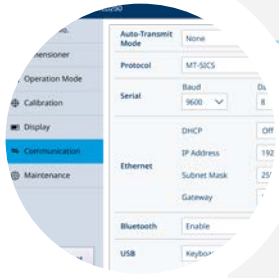 Auto-Transmit
Mode
None
Protocol
MT-SICS
Operation Mode
Baud
Serial
9600
8
Calibration
Display
DHCP
Off
Communication
IP Address
192
Ethernet
Subnet Mask
Maintenance
Gateway
Bluetooth
Enable
USB